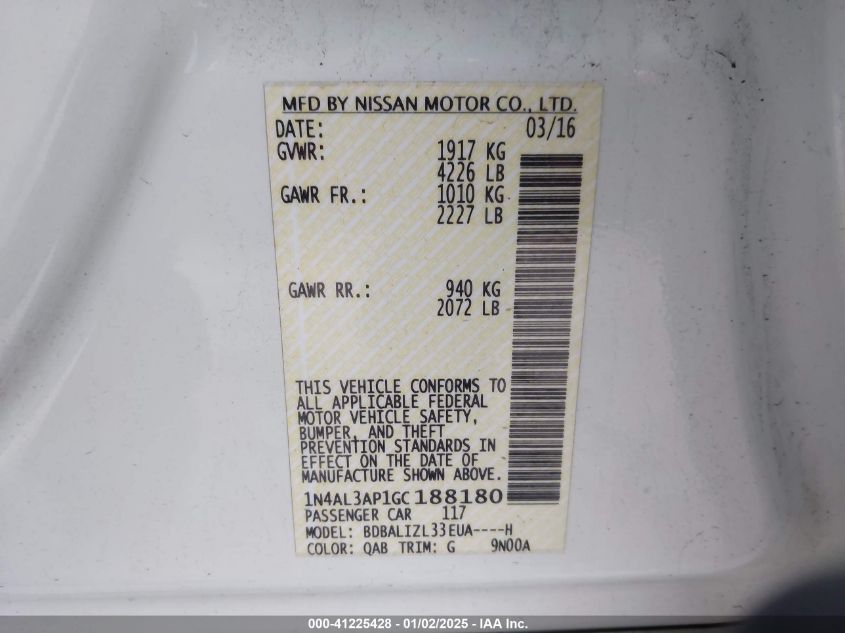 MFD BY NISSAN MOTOR CO., LTD.
DATE: 03/16
GVWR: 1917 KG
4226 LB
GAWR FR.: 1010 KG
2227 LB
GAWR RR.: 940 KG
2072 LB
THIS VEHICLE CONFORMS TO
ALL APPLICABLE FEDERAL
MOTOR VEHICLE SAFETY,
BUMPER, AND THEFT
PREVENTION STANDARDS IN
EFFECT ON THE DATE OF
MANUFACTURE SHOWN ABOVE.
1N4AL3AP1GC188180
PASSENGER CAR 117
MODEL: BDBALIZL33EUA----H
COLOR: QAB TRIM: G 9N00A
000-41225428 - 01/02/2025 - IAA Inc.